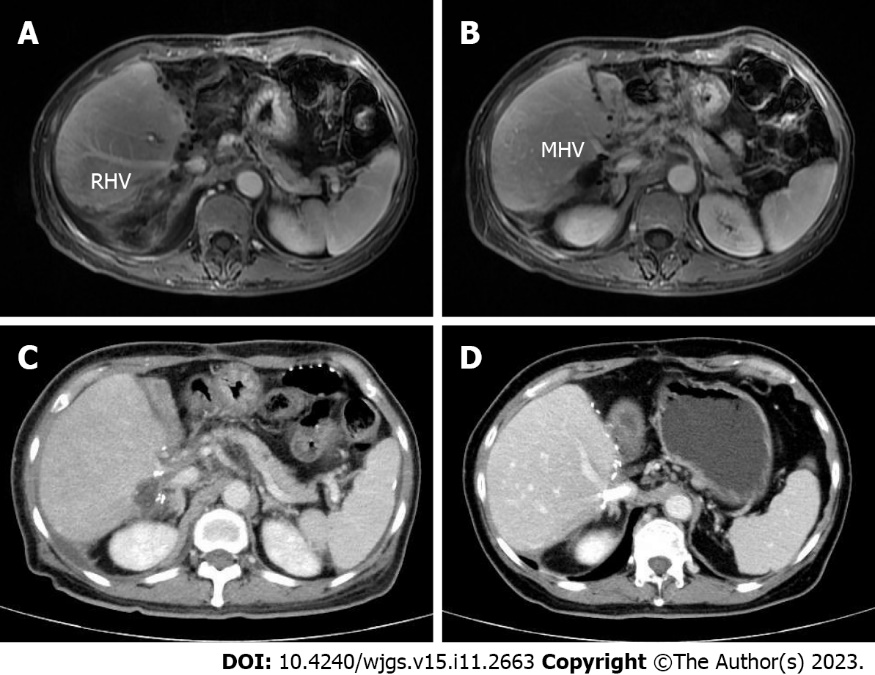 A
B
RHV
MHV
C
D
DOI: 10.4240/wjgs.v15.i11.2663 Copyright ©The Author(s) 2023.